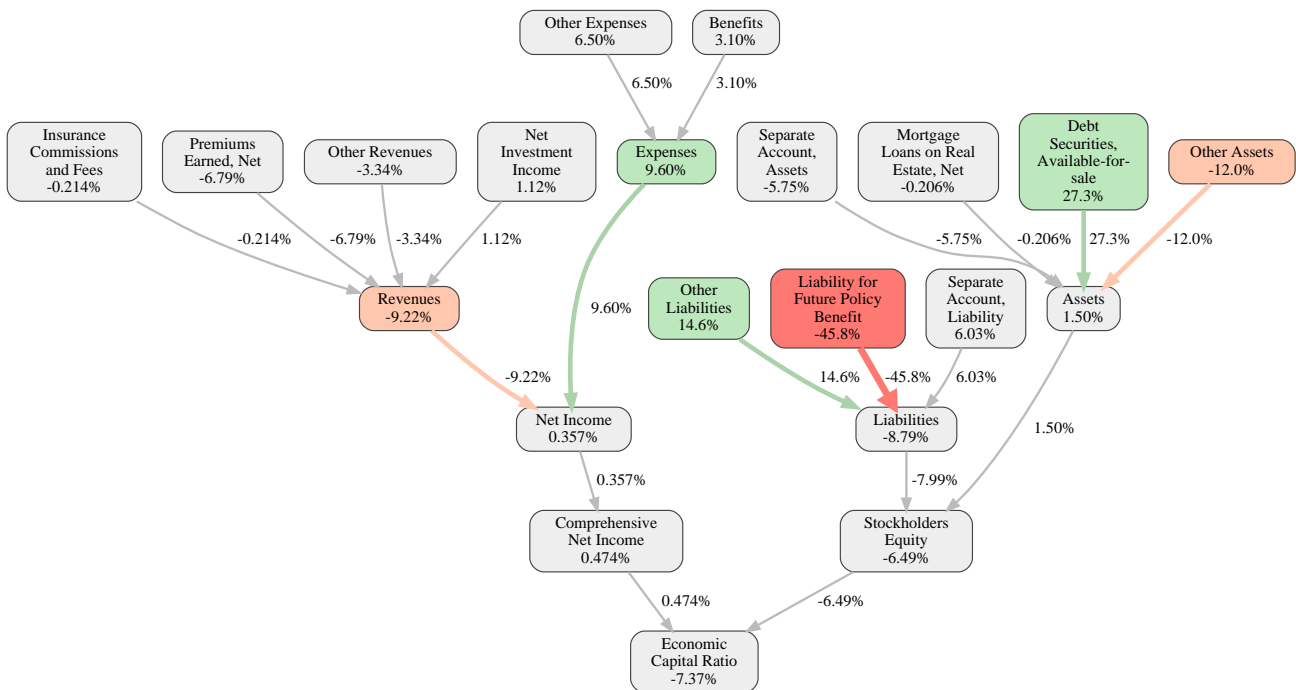 Other Expenses
6.50%
Benefits
3.10%
6.50%
3.10%
Insurance
Commissions
and Fees
-0.214%
Premiums
Earned, Net
-6.79%
Other Revenues
-3.34%
Net
Investment
Income
1.12%
Expenses
9.60%
Separate
Account,
Assets
-5.75%
Mortgage
Loans on Real
Estate, Net
-0.206%
Debt
Securities,
Available-for-
sale
27.3%
Other Assets
-12.0%
-0.214%
-6.79%
-3.34%
1.12%
-5.75%
-0.206%
27.3%
-12.0%
Revenues
-9.22%
9.60%
Other
Liabilities
14.6%
Liability for
Future Policy
Benefit
-45.8%
Separate
Account,
Liability
6.03%
Assets
1.50%
-9.22%
14.6%
-45.8%
6.03%
Net Income
0.357%
Liabilities
-8.79%
1.50%
0.357%
-7.99%
Comprehensive
Net Income
0.474%
Stockholders
Equity
-6.49%
0.474%
-6.49%
Economic
Capital Ratio
-7.37%